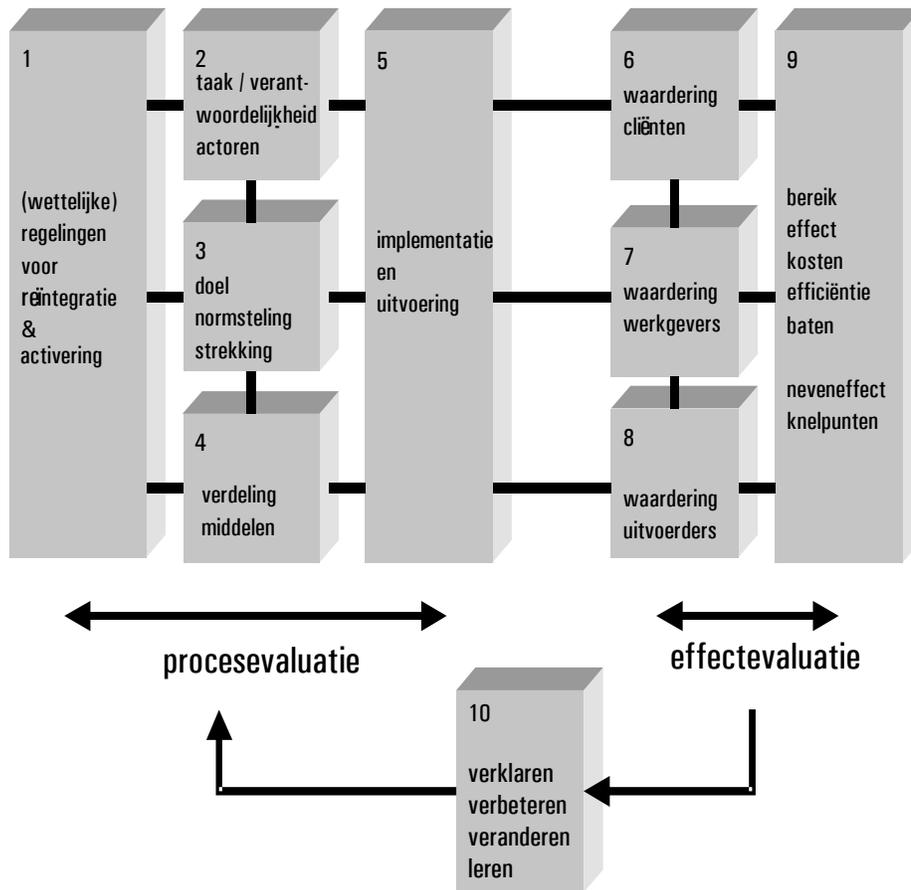 1
(wettelijke)
regelingen
voor
reïntegratie
&
activering
2
taak / verant-
woordelijkheid
actoren
3
doel
normsteling
strekking
4
verdeling
middelen
5
implementatie
en
uitvoering
6
waardering
cliënten
7
waardering
werkgevers
8
waardering
uitvoerders
9
bereik
effect
kosten
efficiëntie
baten
neveneffect
knelpunten
procesevaluatie
effectevaluatie
10
verklaren
verbeteren
veranderen
leren